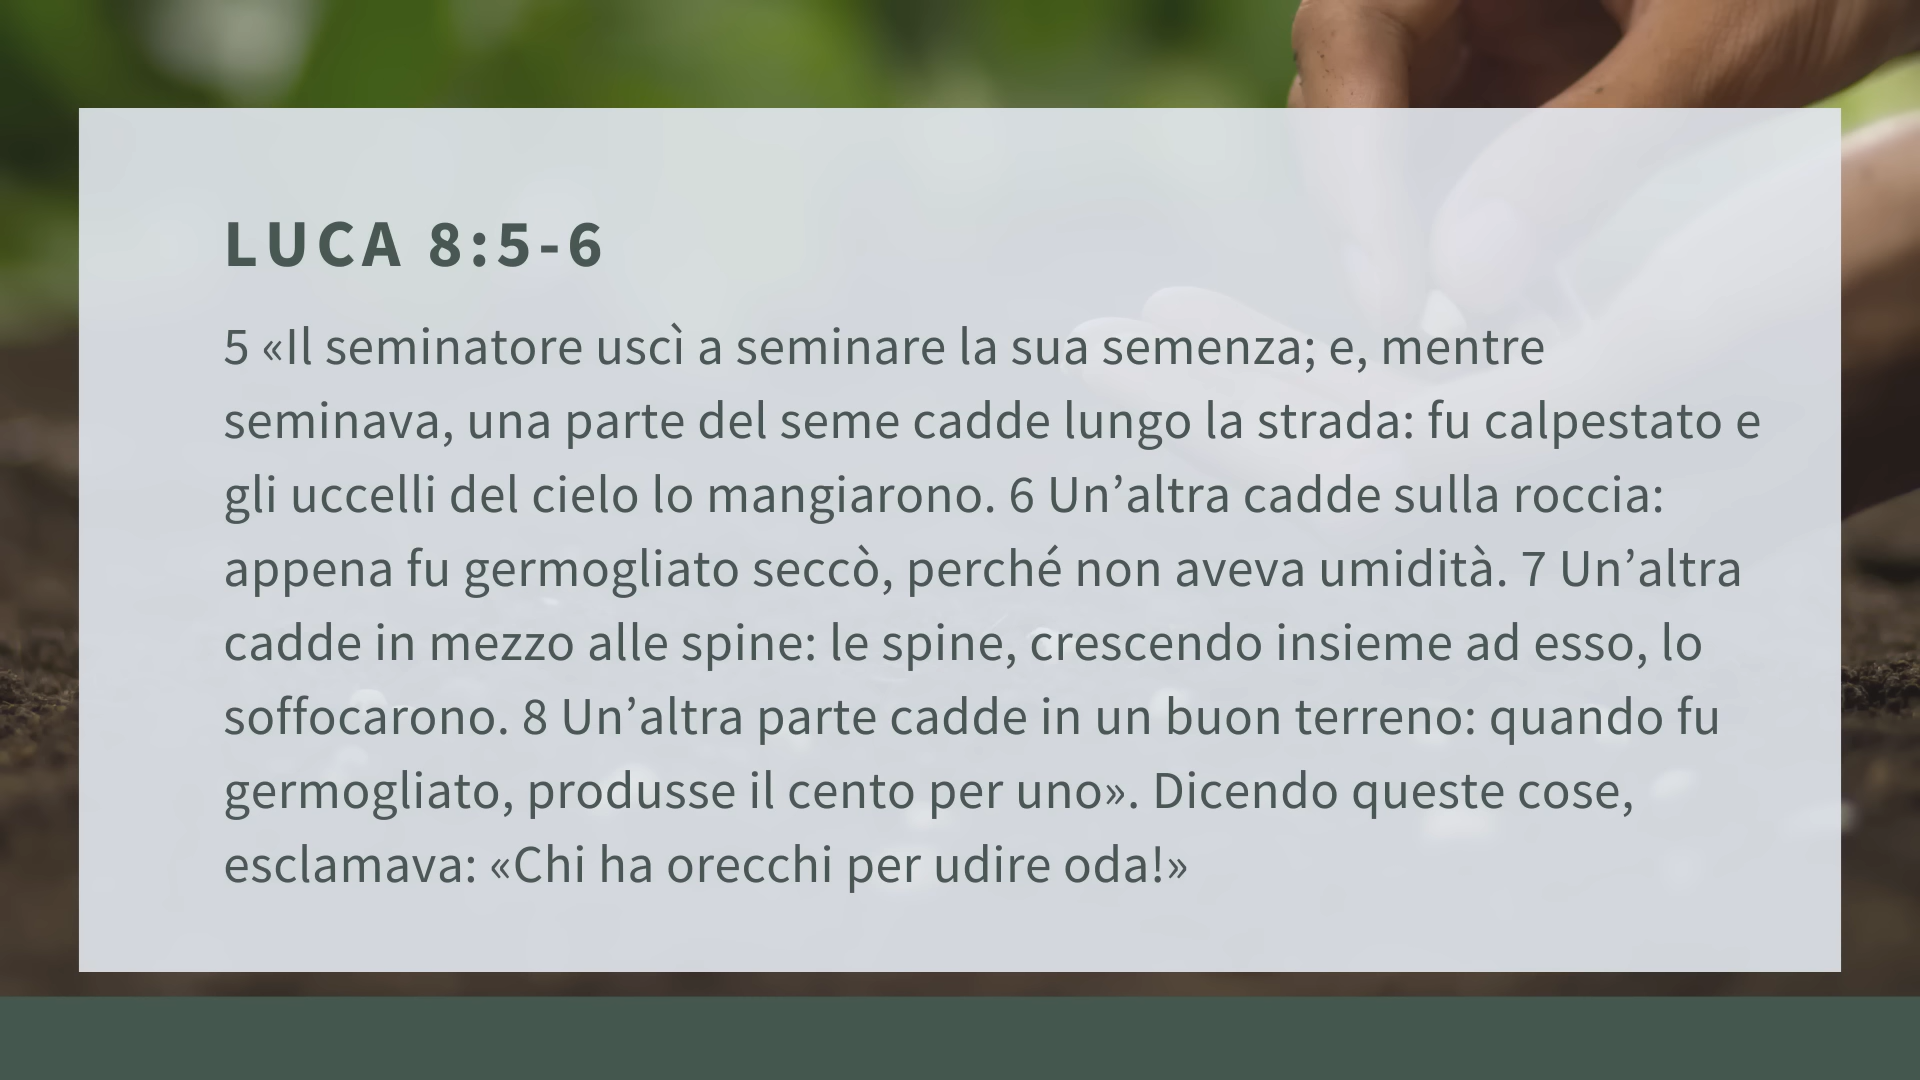 LUCA 8:5-6
5 «Il seminatore uscì a seminare la sua semenza; e, mentre
seminava, una parte del seme cadde lungo la strada: fu calpestato e
gli uccelli del cielo lo mangiarono. 6 Un’altra cadde sulla roccia:
appena fu germogliato seccò, perché non aveva umidità. 7 Un’altra
cadde in mezzo alle spine: le spine, crescendo insieme ad esso, lo
soffocarono. 8 Un’altra parte cadde in un buon terreno: quando fu
germogliato, produsse il cento per uno». Dicendo queste cose,
esclamava: «Chi ha orecchi per udire oda!»